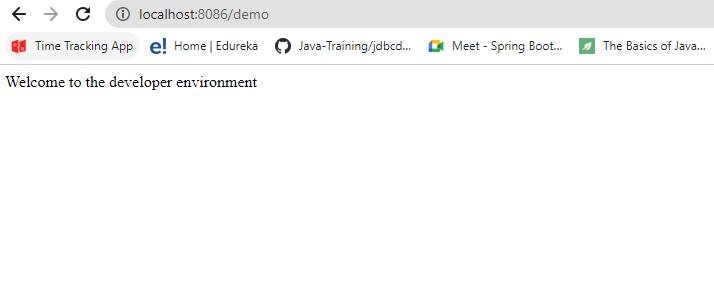 localhost:8086/demo
Time Tracking App e! Home | Edureka Java-Training/jdbcd... Meet - Spring Boot... The Basics of Java...
Welcome to the developer environment